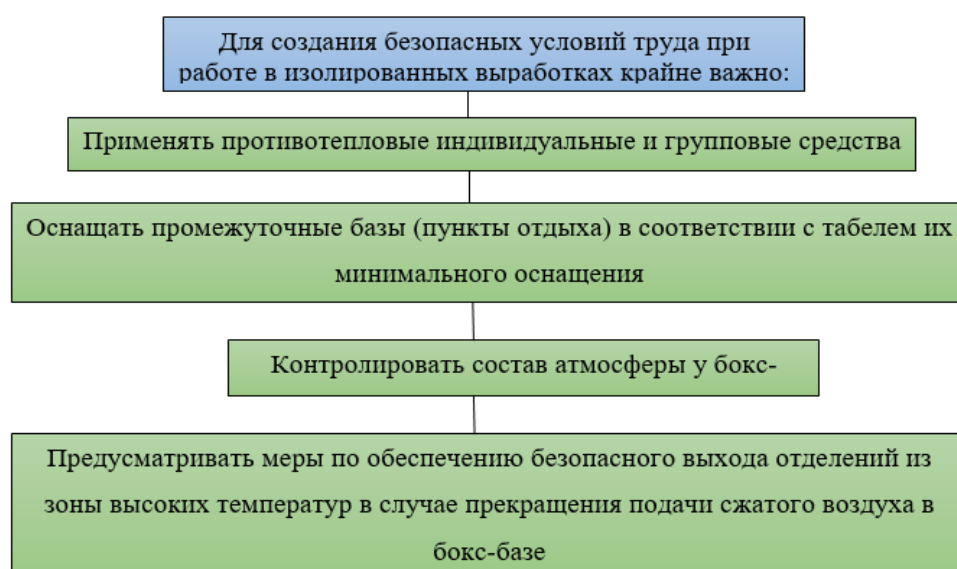 Для создания безопасных условий труда при
работе в изолированных выработках крайне важно:
Применять противотепловые индивидуальные и групповые средства
Оснащать промежуточные базы (пункты отдыха) в соответствии с табелем их
минимального оснащения
Контролировать состав атмосферы у бокс-
Предусматривать меры по обеспечению безопасного выхода отделений из
зоны высоких температур в случае прекращения подачи сжатого воздуха в
бокс-базе